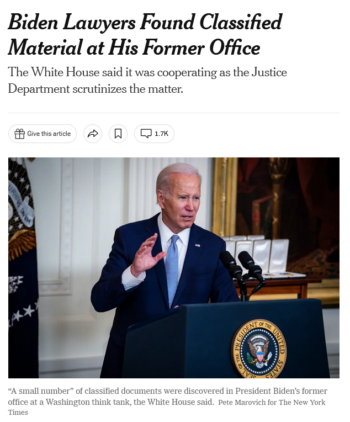 Biden Lawyers Found Classified
Material at His Former Office
The White House said it was cooperating as the Justice
Department scrutinizes the matter.
Give this article
1.7K
“A small number” of classified documents were discovered in President Biden’s former
office at a Washington think tank, the White House said. Pete Marovich for The New York
Times